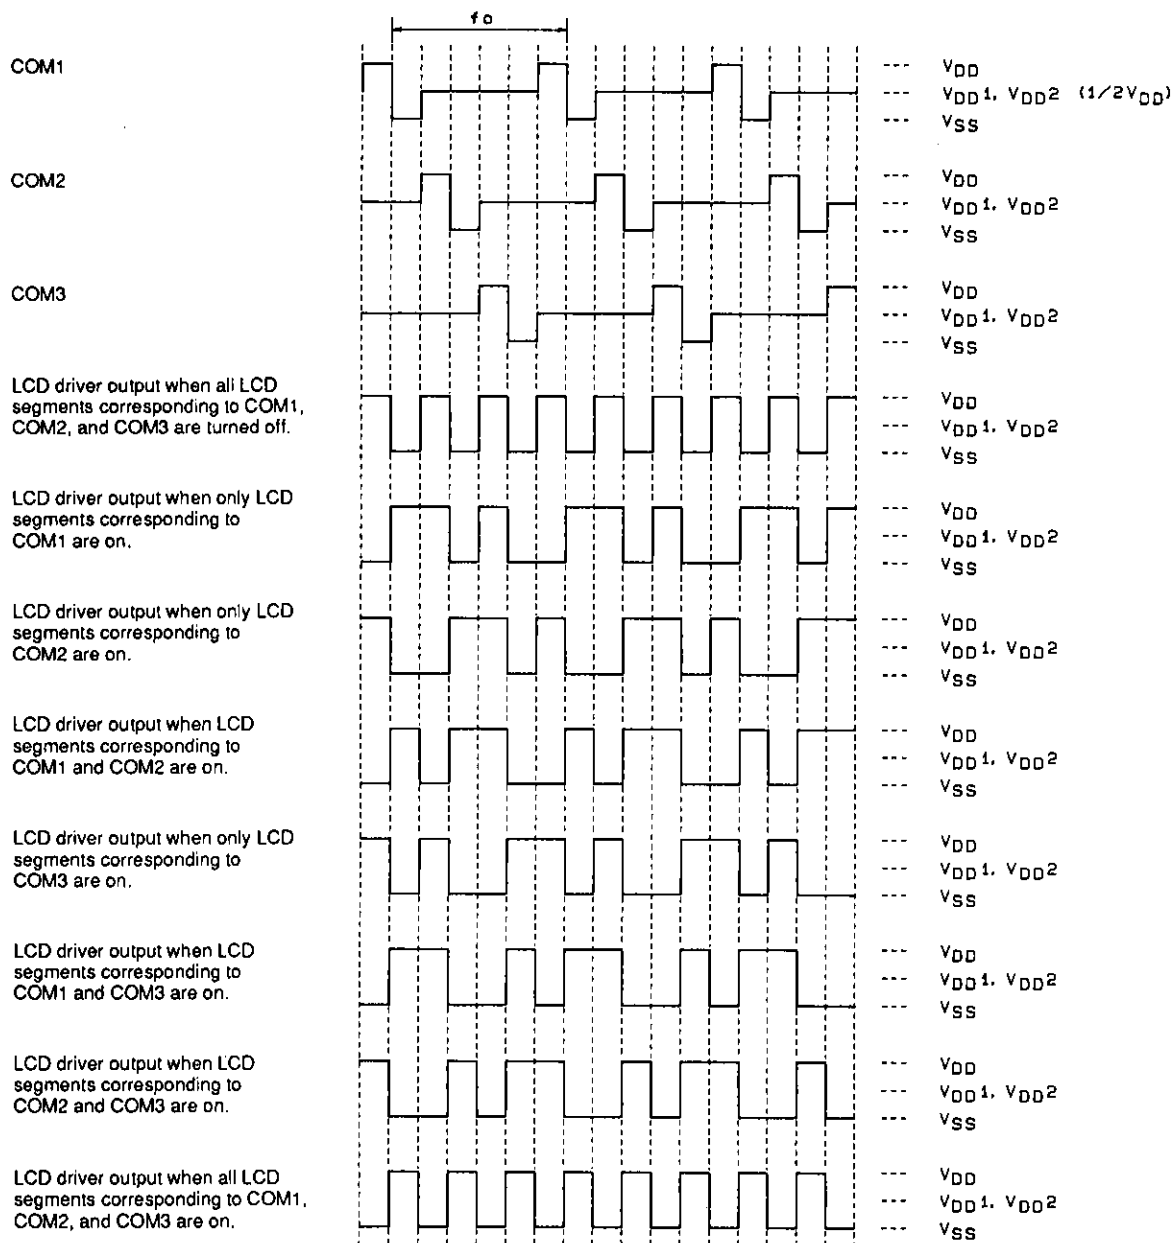 fo
COM1
--- VDD
--- VDD1, VDD2 (1/2VDD)
--- VSS
COM2
--- VDD
--- VDD1, VDD2
--- VSS
COM3
--- VDD
--- VDD1, VDD2
--- VSS
LCD driver output when all LCD
segments corresponding to COM1,
COM2, and COM3 are turned off.
--- VDD
--- VDD1, VDD2
--- VSS
LCD driver output when only LCD
segments corresponding to
COM1 are on.
--- VDD
--- VDD1, VDD2
--- VSS
LCD driver output when only LCD
segments corresponding to
COM2 are on.
--- VDD
--- VDD1, VDD2
--- VSS
LCD driver output when LCD
segments corresponding to
COM1 and COM2 are on.
--- VDD
--- VDD1, VDD2
--- VSS
LCD driver output when only LCD
segments corresponding to
COM3 are on.
--- VDD
--- VDD1, VDD2
--- VSS
LCD driver output when LCD
segments corresponding to
COM1 and COM3 are on.
--- VDD
--- VDD1, VDD2
--- VSS
LCD driver output when LCD
segments corresponding to
COM2 and COM3 are on.
--- VDD
--- VDD1, VDD2
--- VSS
LCD driver output when all LCD
segments corresponding to COM1,
COM2, and COM3 are on.
--- VDD
--- VDD1, VDD2
--- VSS